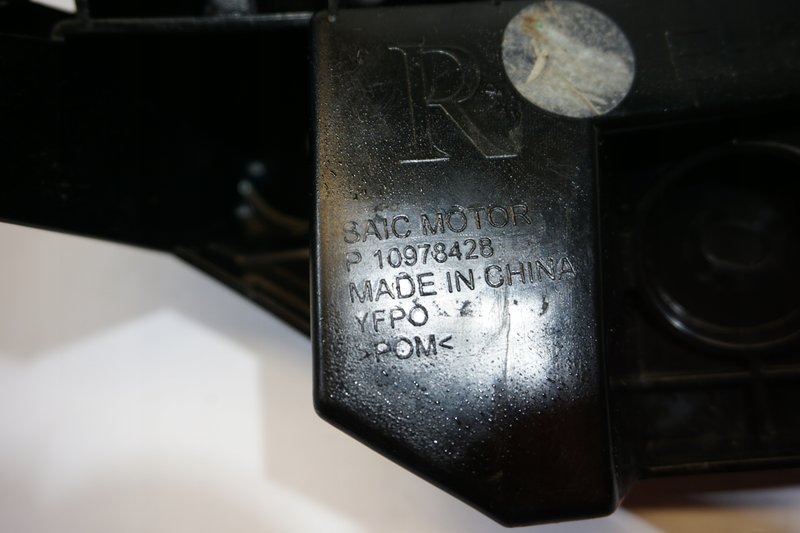 R
SAIC MOTOR
P 10978428
MADE IN CHINA
YFPO
>POM<